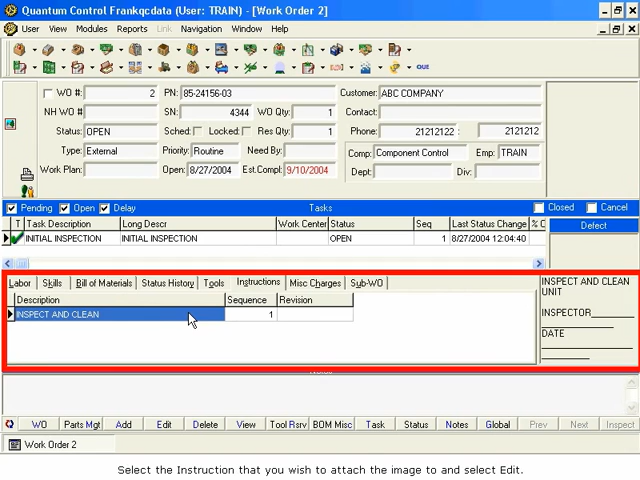 Quantum Control Frankqcdata (User: TRAIN) - [Work Order 2]
User View Modules Reports Link Navigation Window Help
QUE
WO #: 2 PN: 85-24156-03 Customer: ABC COMPANY
NH WO # SN: 4344 WO Qty: 1 Contact:
Status: OPEN Sched: Locked: Res Qty: 1 Phone: 21212122 : 2121212
Type: External Priority: Routine Need By: Comp: Component Control Emp: TRAIN
Work Plan: Open: 8/27/2004 Est.Compl: 9/10/2004 Dept: Div:
Pending Open Delay Tasks Closed Cancel
T Task Description Long Descr Work Center Status Seq Last Status Change % C Defect
INITIAL INSPECTION INITIAL INSPECTION OPEN 1 8/27/2004 12:04:40
Labor Skills Bill of Materials Status History Tools Instructions Misc Charges Sub-WO
Description Sequence Revision
INSPECT AND CLEAN 1
INSPECT AND CLEAN
UNIT
INSPECTOR________
DATE
WO Parts Mgt Add Edit Delete View Tool Rsrv BOM Misc Task Status Notes Global Prev Next Inspect
Work Order 2
Select the Instruction that you wish to attach the image to and select Edit.